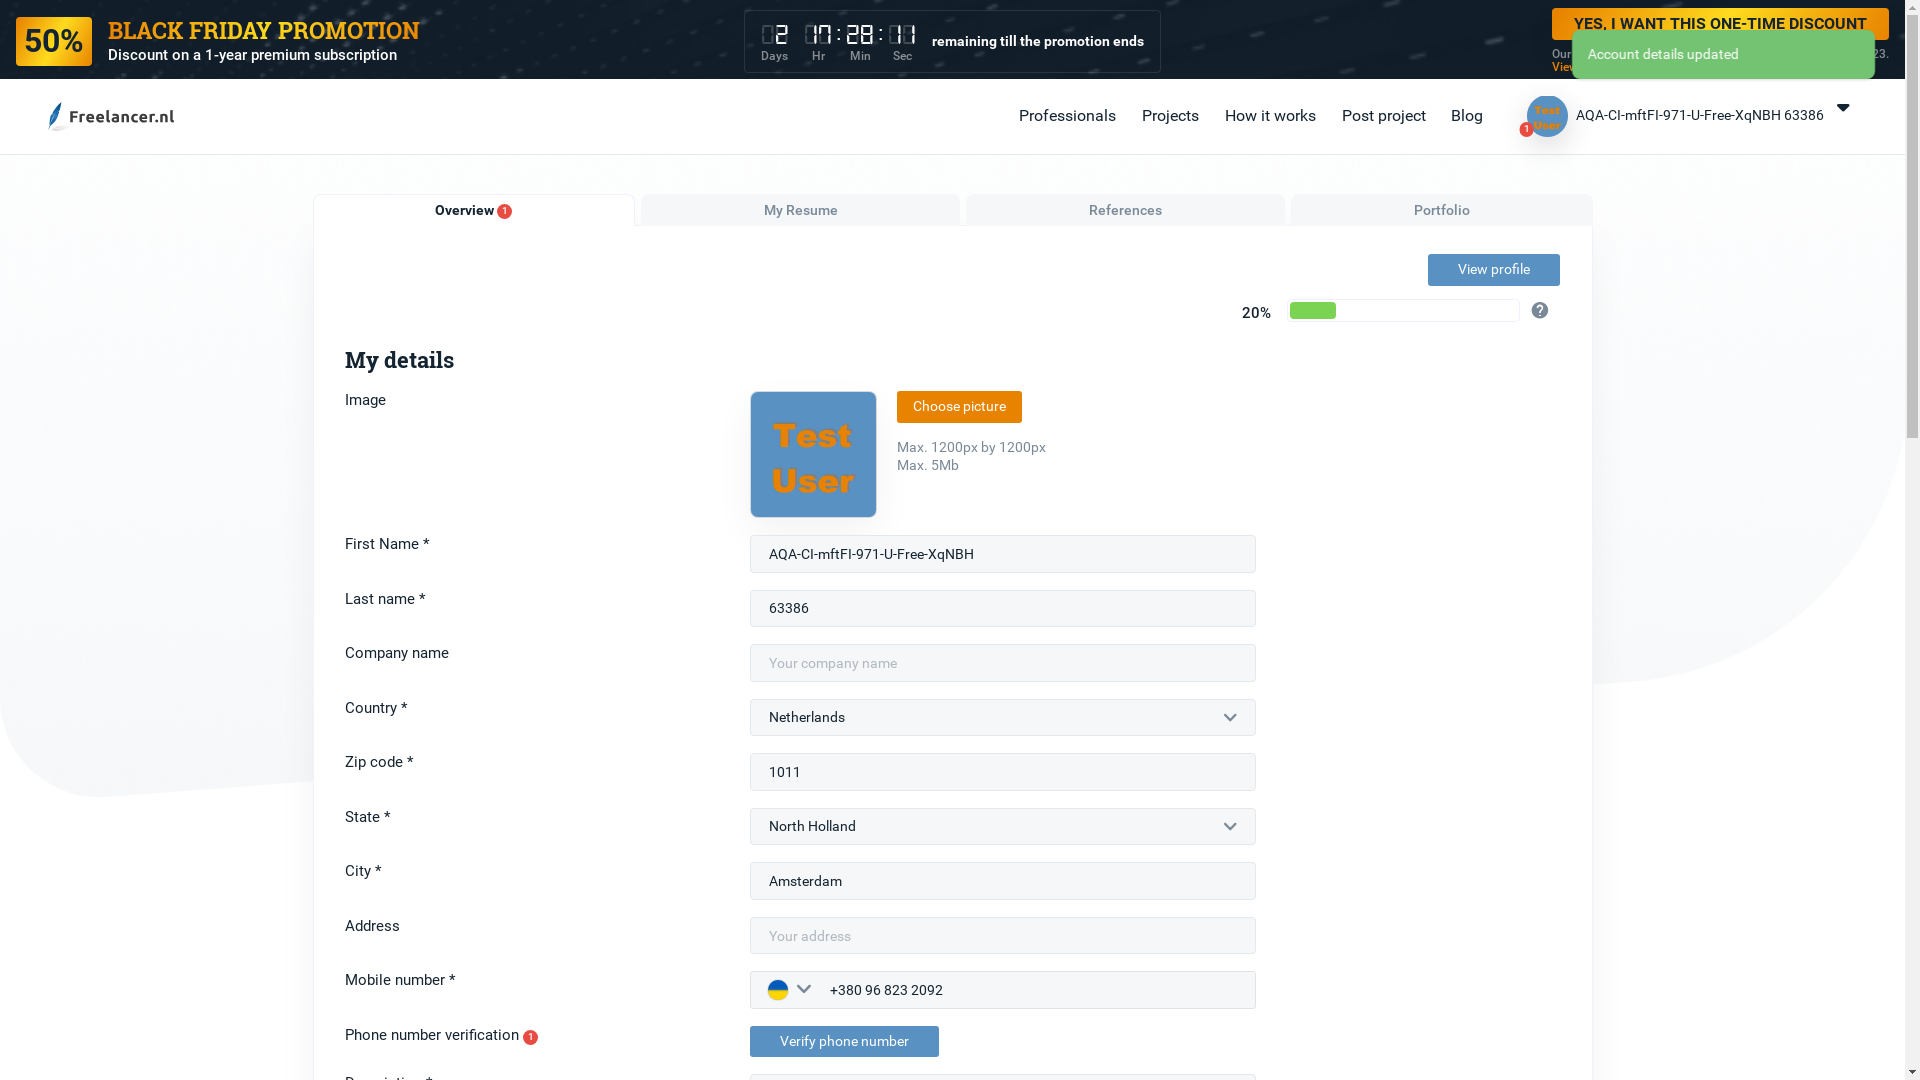 50%
BLACK FRIDAY PROMOTION
Discount on a 1-year premium subscription
2 17 : 28 : 11
Days Hr Min Sec
remaining till the promotion ends
YES, I WANT THIS ONE-TIME DISCOUNT
Our
23.
Account details updated
Freelancer.nl
Professionals
Projects
How it works
Post project
Blog
Test
User
1
AQA-CI-mftFI-971-U-Free-XqNBH 63386
Overview 1
My Resume
References
Portfolio
View profile
20%
?
My details
Image
Test
User
Choose picture
Max. 1200px by 1200px
Max. 5Mb
First Name *
AQA-CI-mftFI-971-U-Free-XqNBH
Last name *
63386
Company name
Your company name
Country *
Netherlands
Zip code *
1011
State *
North Holland
City *
Amsterdam
Address
Your address
Mobile number *
+380 96 823 2092
Phone number verification 1
Verify phone number